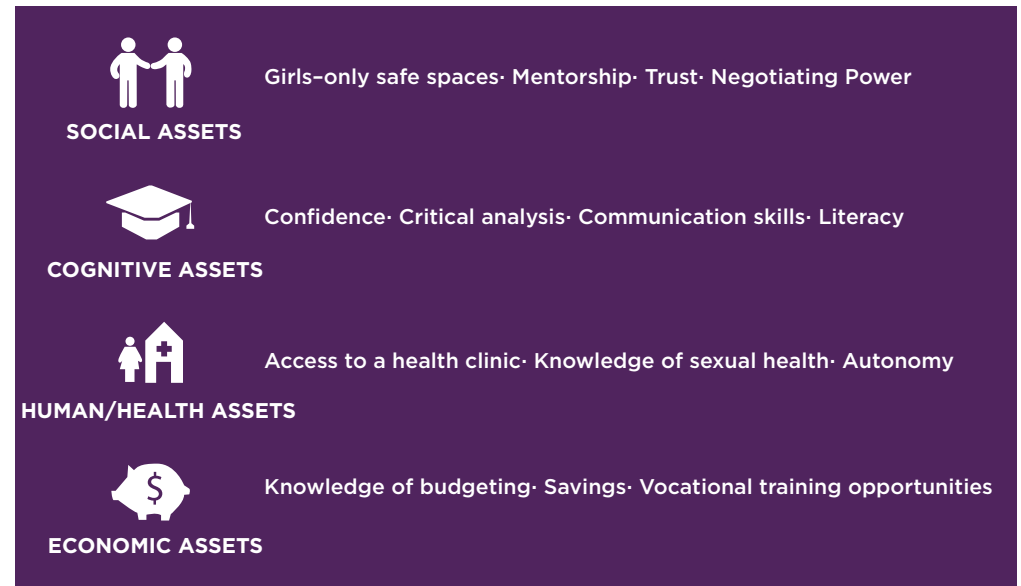 Girls–only safe spaces· Mentorship· Trust· Negotiating Power
SOCIAL ASSETS
Confidence· Critical analysis· Communication skills· Literacy
COGNITIVE ASSETS
Access to a health clinic· Knowledge of sexual health· Autonomy
HUMAN/HEALTH ASSETS
$
Knowledge of budgeting· Savings· Vocational training opportunities
ECONOMIC ASSETS